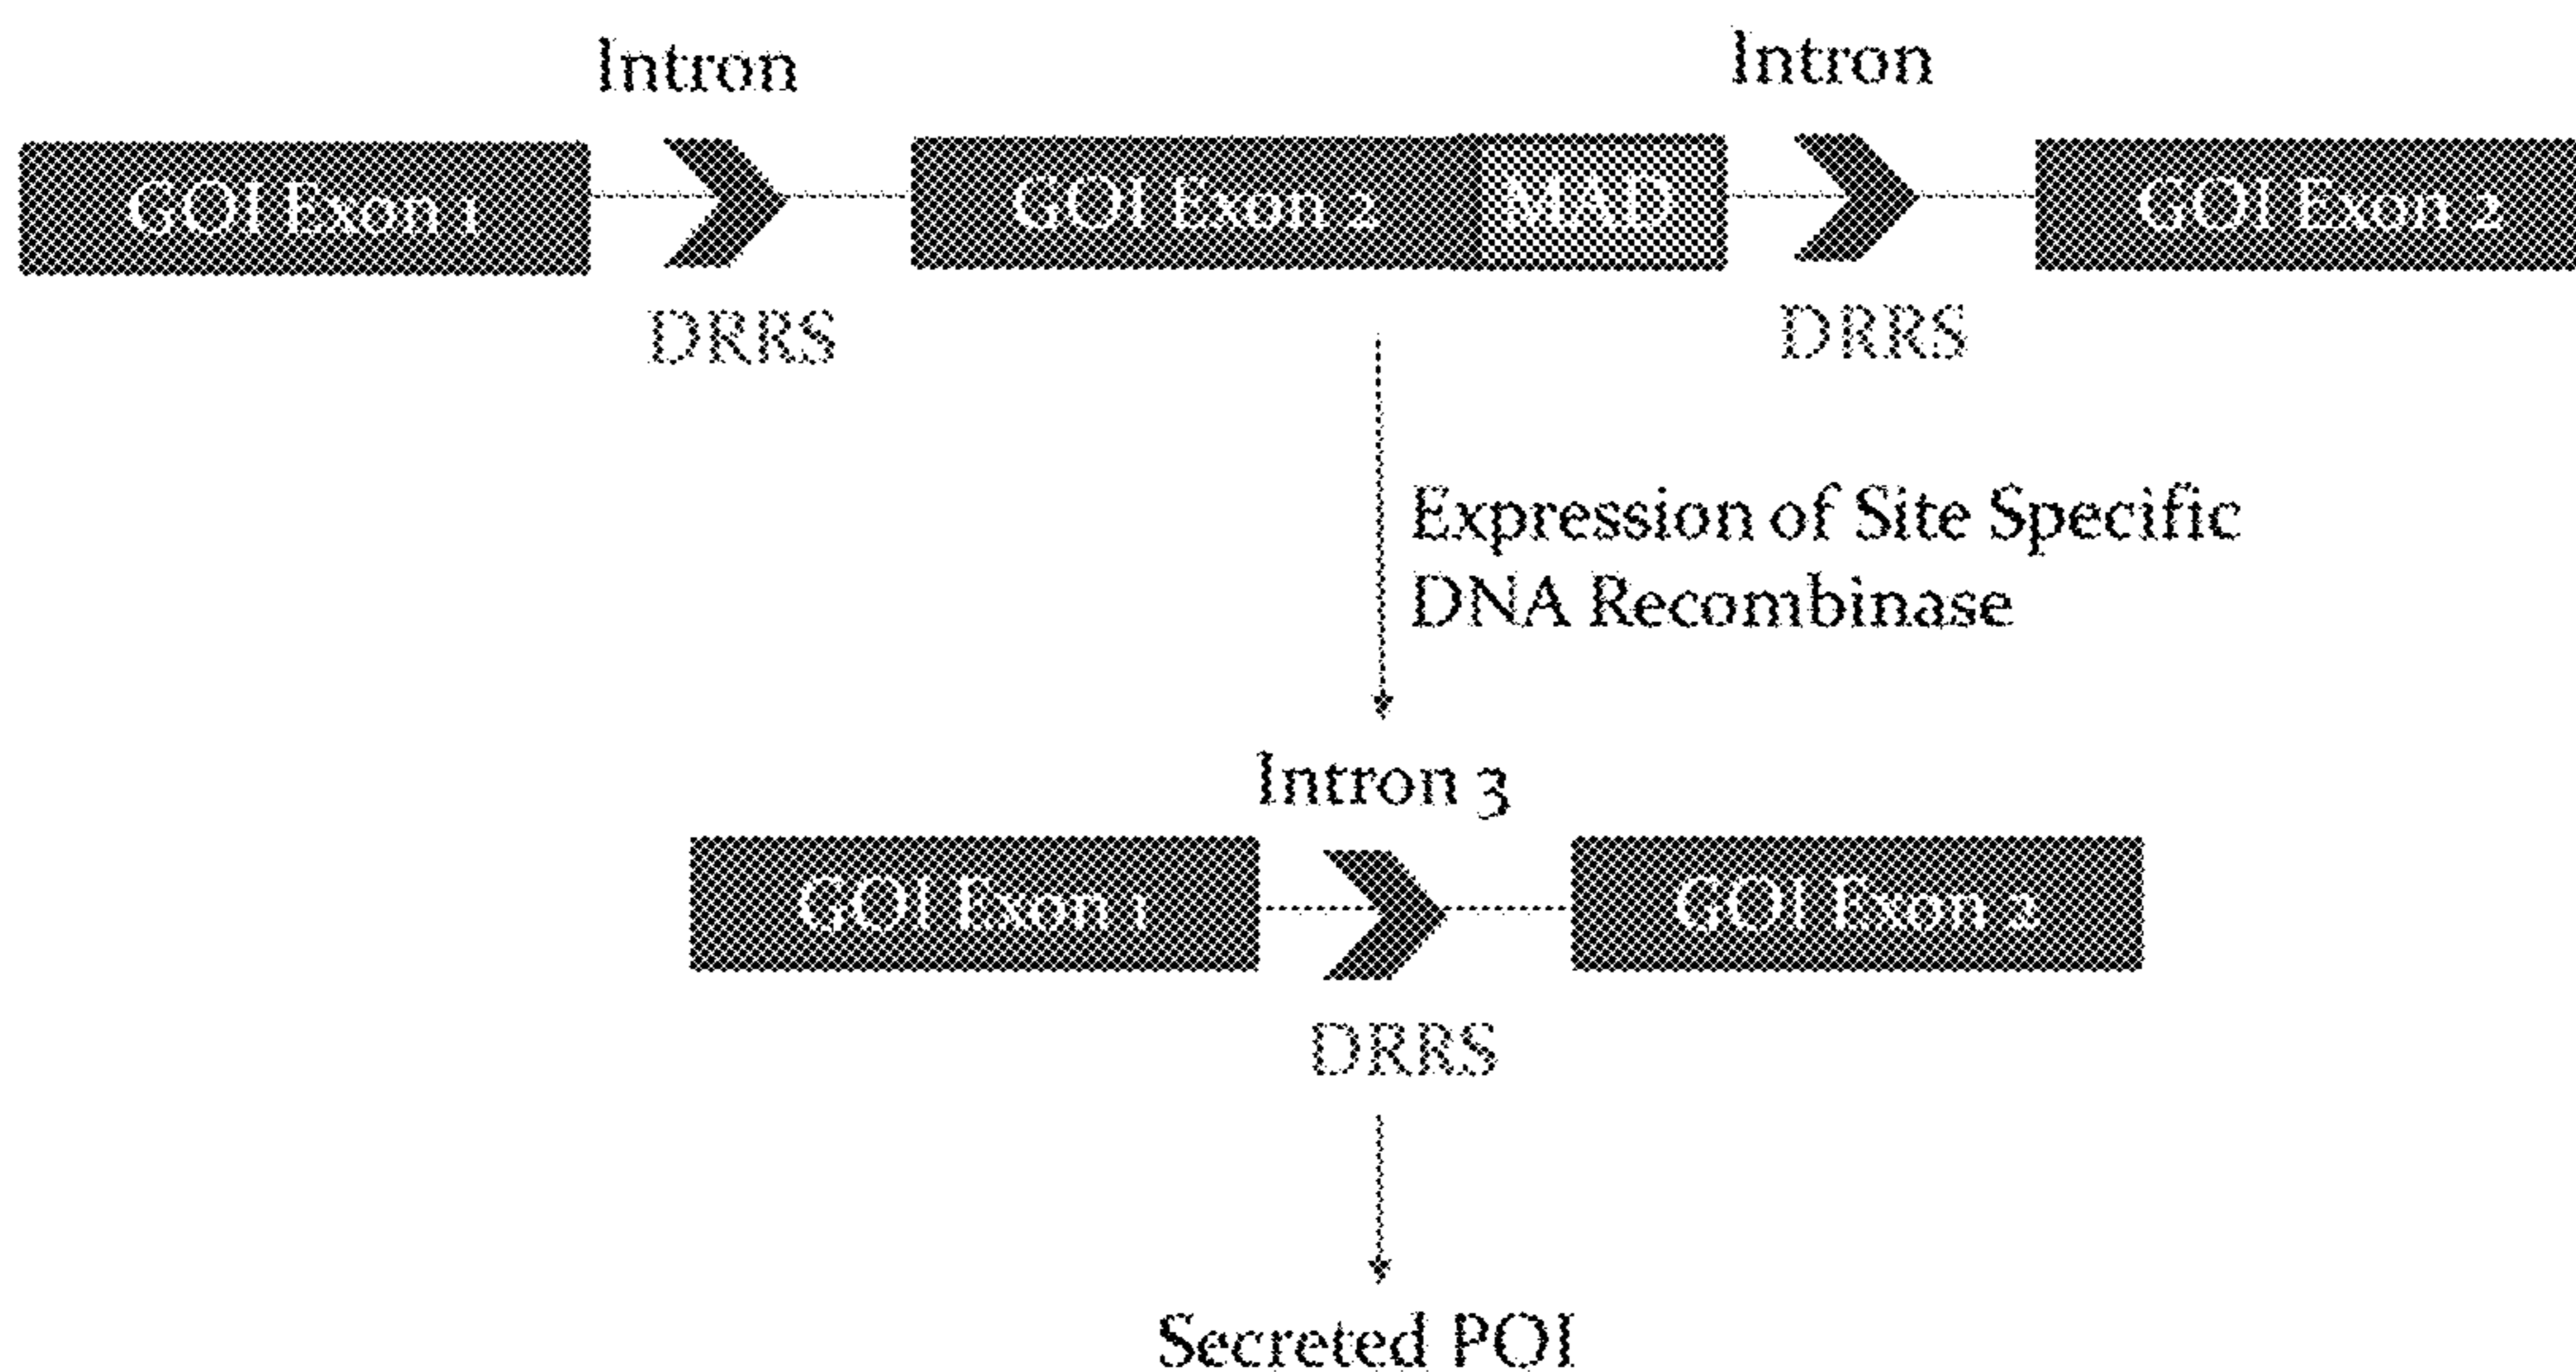 Intron
Intron
GOI Exon 1
GOI Exon 2
MAD
GOI Exon 2
DRRS
DRRS
Expression of Site Specific
DNA Recombinase
Intron 3
GOI Exon 1
GOI Exon 2
DRRS
Secreted POI